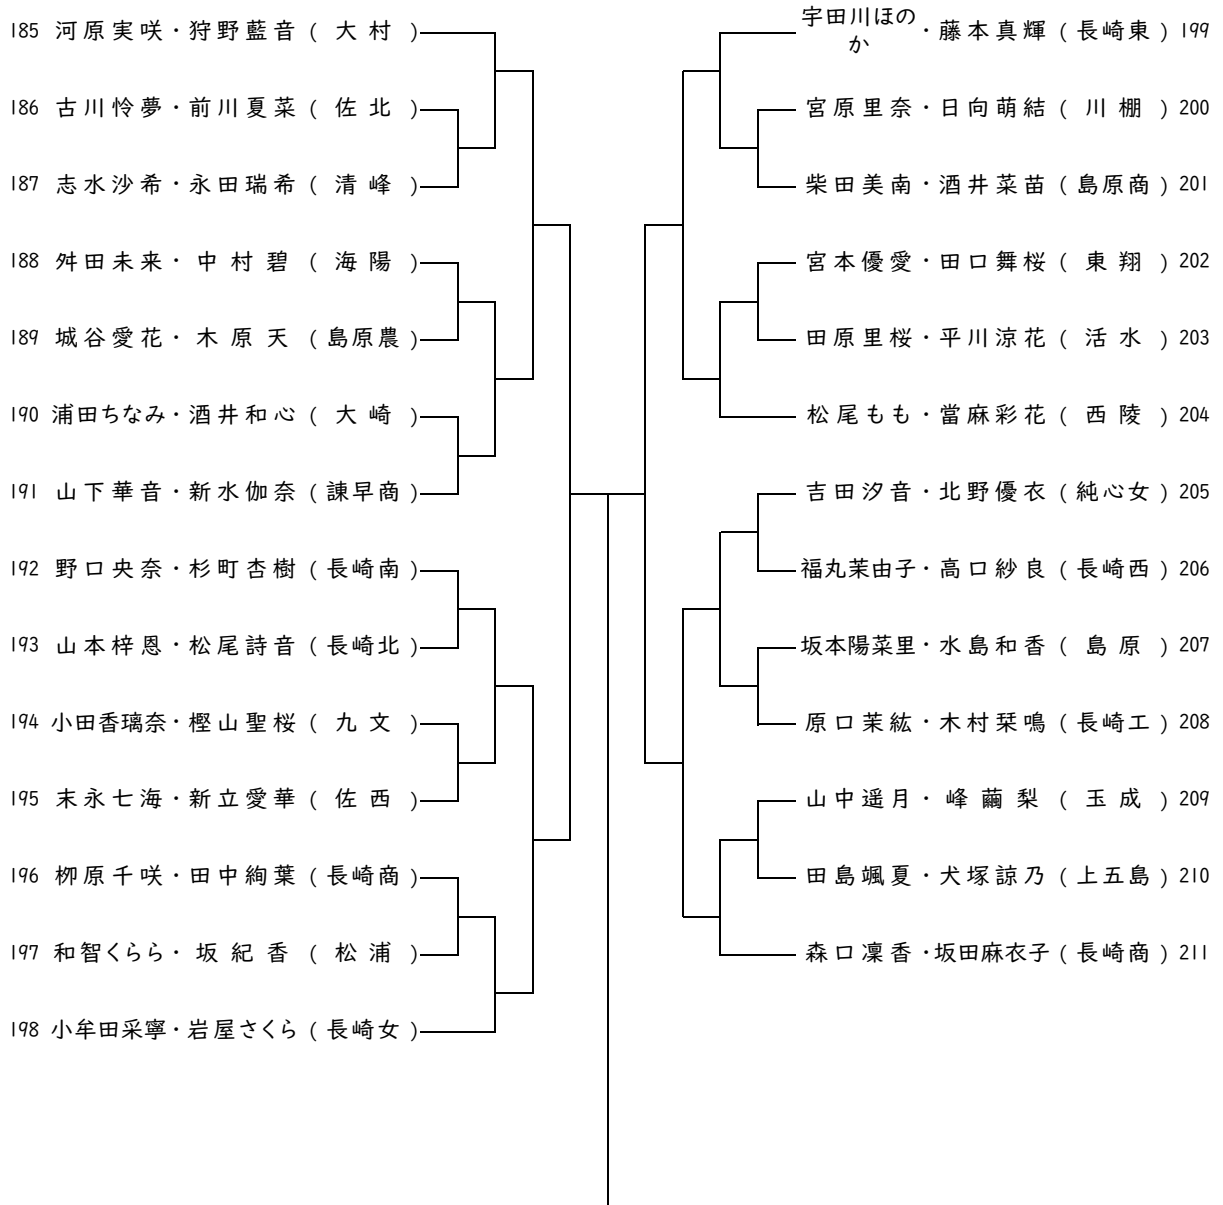 185 河原実咲・狩野藍音 ( 大村 )
186 古川怜夢・前川夏菜 ( 佐北 )
187 志水沙希・永田瑞希 ( 清峰 )
188 舛田未来・中村碧 ( 海陽 )
189 城谷愛花・木原天 ( 島原農 )
190 浦田ちなみ・酒井和心 ( 大崎 )
191 山下華音・新水伽奈 ( 諫早商 )
192 野口央奈・杉町杏樹 ( 長崎南 )
193 山本梓恩・松尾詩音 ( 長崎北 )
194 小田香璃奈・樫山聖桜 ( 九文 )
195 末永七海・新立愛華 ( 佐西 )
196 栁原千咲・田中絢葉 ( 長崎商 )
197 和智くらら・坂紀香 ( 松浦 )
198 小牟田采寧・岩屋さくら ( 長崎女 )
宇田川ほの
か ・藤本真輝 ( 長崎東 ) 199
宮原里奈・日向萌結 ( 川棚 ) 200
柴田美南・酒井菜苗 ( 島原商 ) 201
宮本優愛・田口舞桜 ( 東翔 ) 202
田原里桜・平川涼花 ( 活水 ) 203
松尾もも・當麻彩花 ( 西陵 ) 204
吉田汐音・北野優衣 ( 純心女 ) 205
福丸茉由子・高口紗良 ( 長崎西 ) 206
坂本陽菜里・水島和香 ( 島原 ) 207
原口茉紘・木村栞鳴 ( 長崎工 ) 208
山中遥月・峰繭梨 ( 玉成 ) 209
田島颯夏・犬塚諒乃 ( 上五島 ) 210
森口凜香・坂田麻衣子 ( 長崎商 ) 211